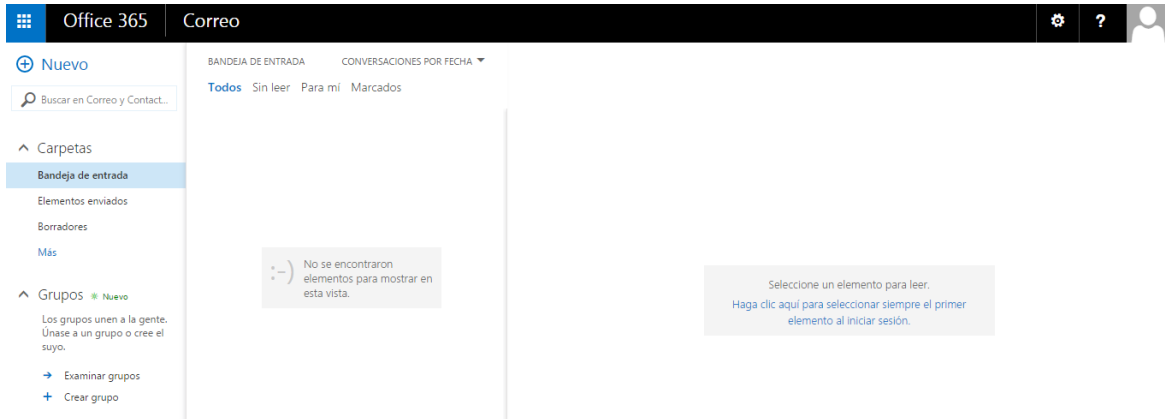 Office 365
Correo
?
Nuevo
Buscar en Correo y Contact...
Carpetas
Bandeja de entrada
Elementos enviados
Borradores
Más
Grupos * Nuevo
Los grupos unen a la gente.
Únase a un grupo o cree el
suyo.
Examinar grupos
Crear grupo
BANDEJA DE ENTRADA
CONVERSACIONES POR FECHA
Todos Sin leer Para mí Marcados
:-)
No se encontraron
elementos para mostrar en
esta vista.
Seleccione un elemento para leer.
Haga clic aquí para seleccionar siempre el primer
elemento al iniciar sesión.